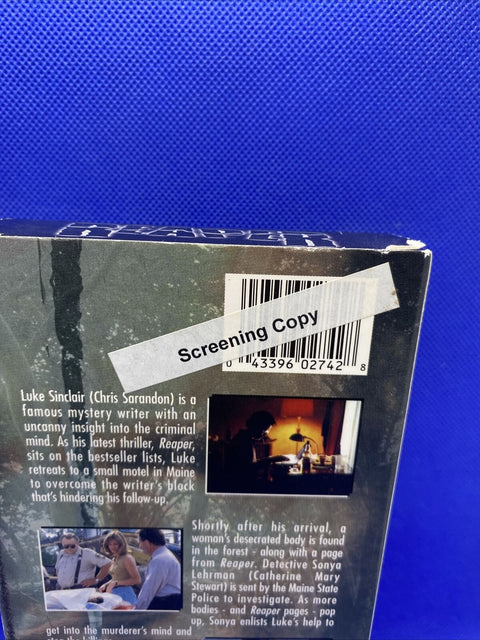 REAPER
Screening Copy
0 43396 02742 8
Luke Sinclair (Chris Sarandon) is a
famous mystery writer with an
uncanny insight into the criminal
mind. As his latest thriller, Reaper,
sits on the bestseller lists, Luke
retreats to a small motel in Maine
to overcome the writer's block
that's hindering his follow-up.
Shortly after his arrival, a
woman's desecrated body is found
in the forest - along with a page
from Reaper. Detective Sonya
Lehrman (Catherine Mary
Stewart) is sent by the Maine State
Police to investigate. As more
bodies - and Reaper pages - pop
up, Sonya enlists Luke's help to
get into the murderer's mind and